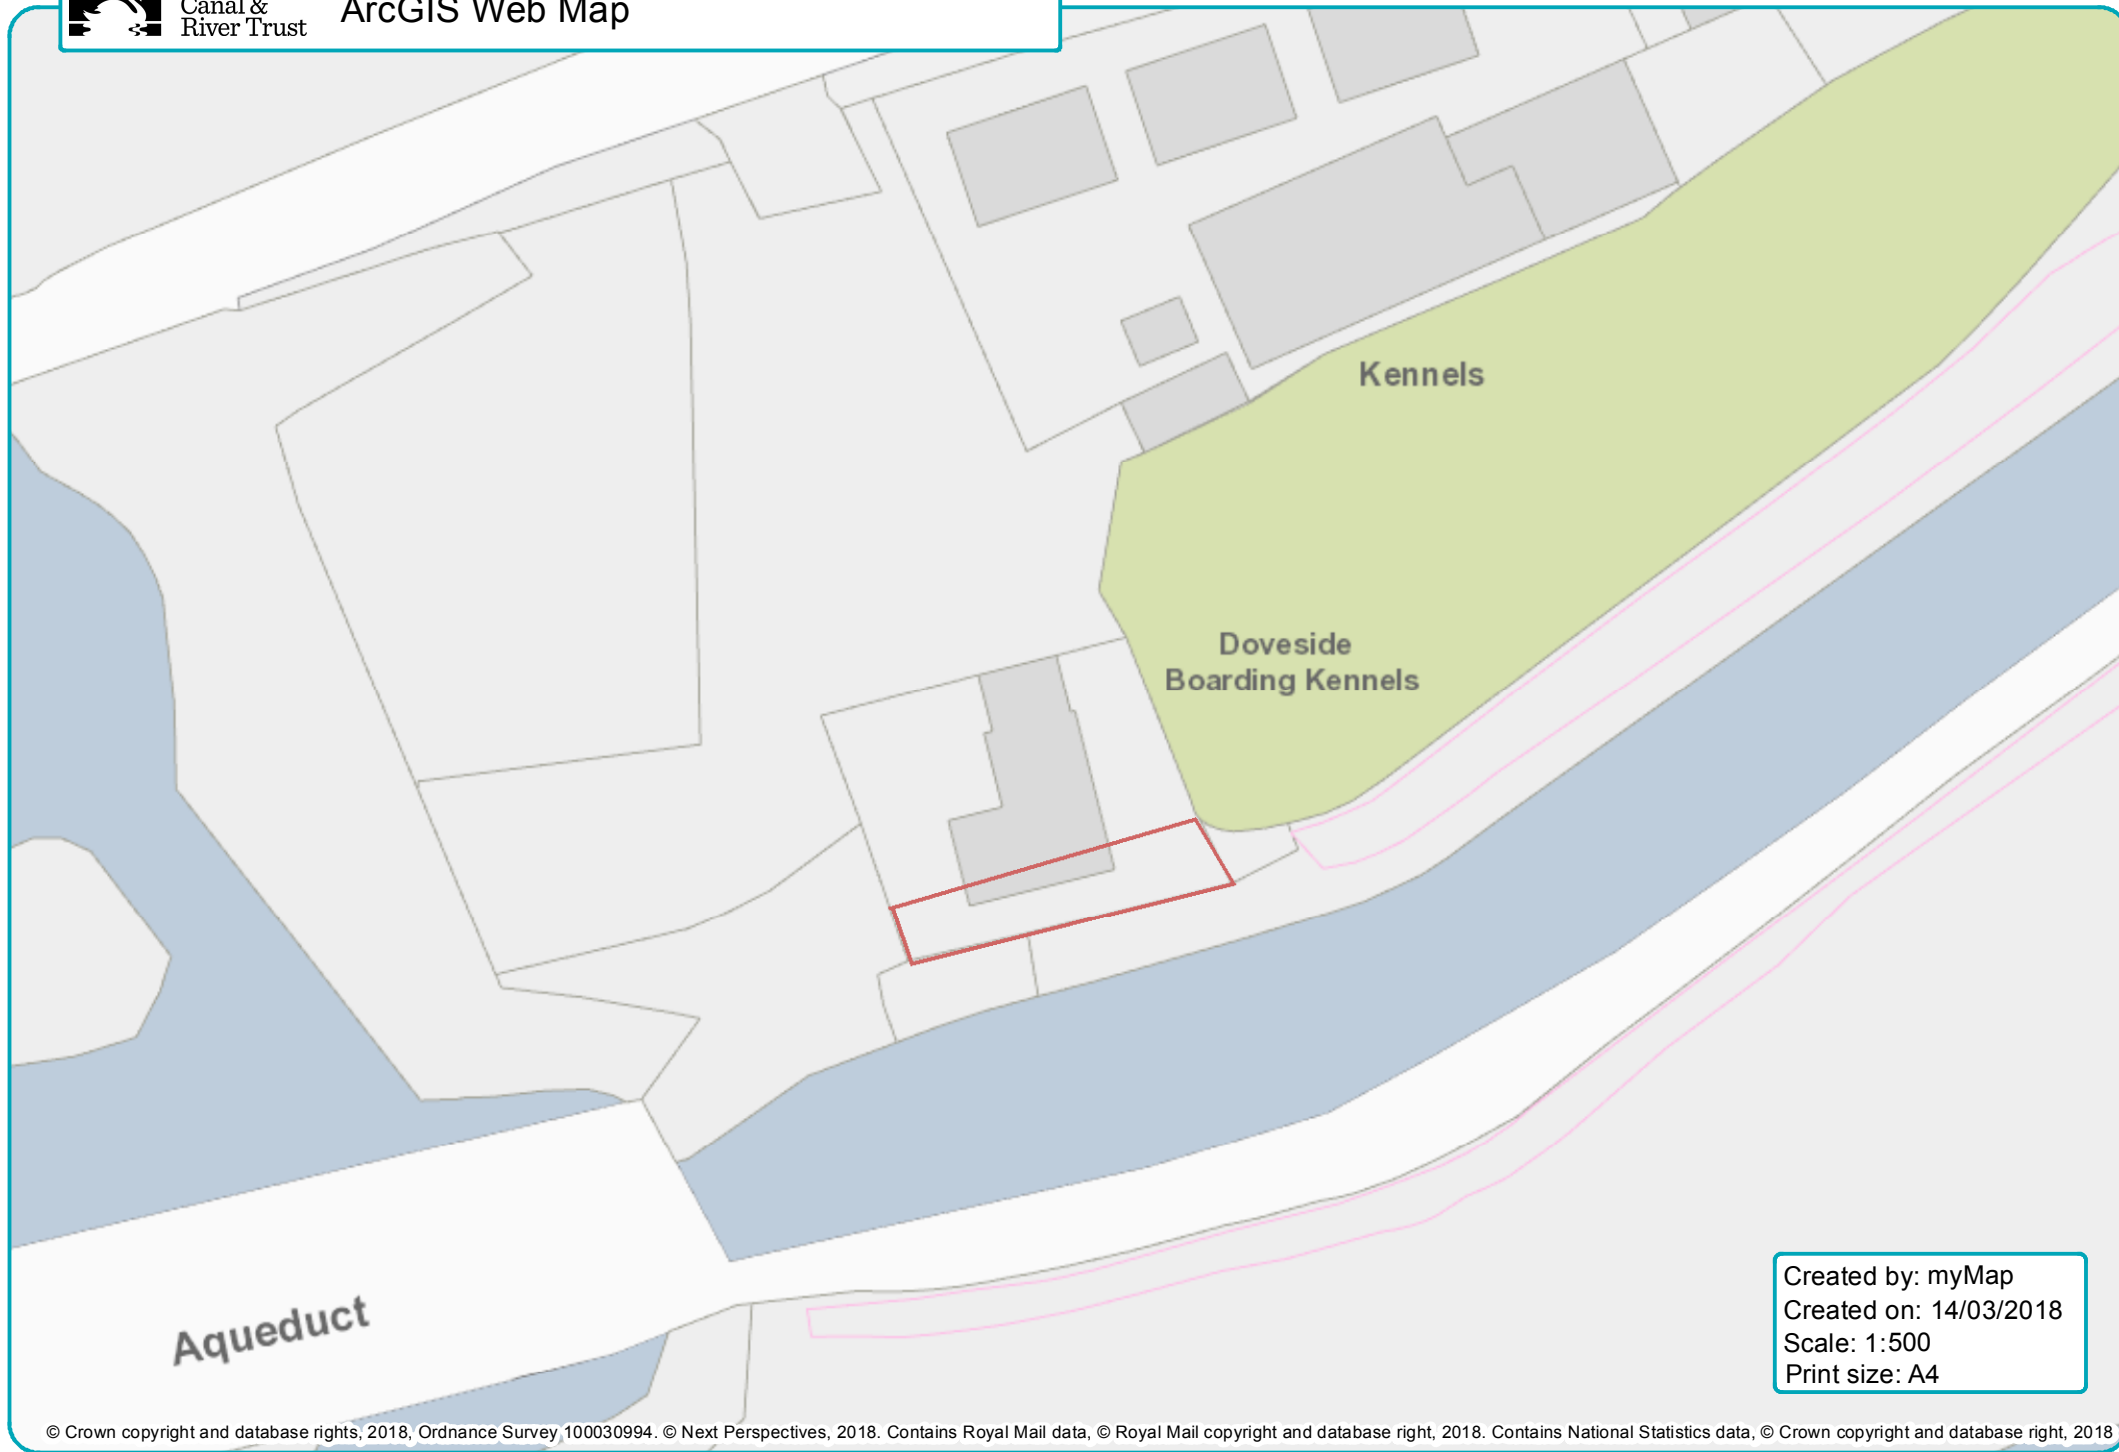 Canal &
River Trust
ArcGIS Web Map
Kennels
Doveside
Boarding Kennels
Aqueduct
Created by: myMap
Created on: 14/03/2018
Scale: 1:500
Print size: A4
© Crown copyright and database rights, 2018, Ordnance Survey 100030994. © Next Perspectives, 2018. Contains Royal Mail data, © Royal Mail copyright and database right, 2018. Contains National Statistics data, © Crown copyright and database right, 2018